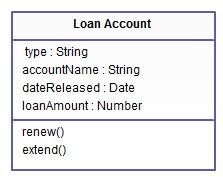 Loan Account
type : String
accountName : String
dateReleased : Date
loanAmount : Number
renew()
extend()